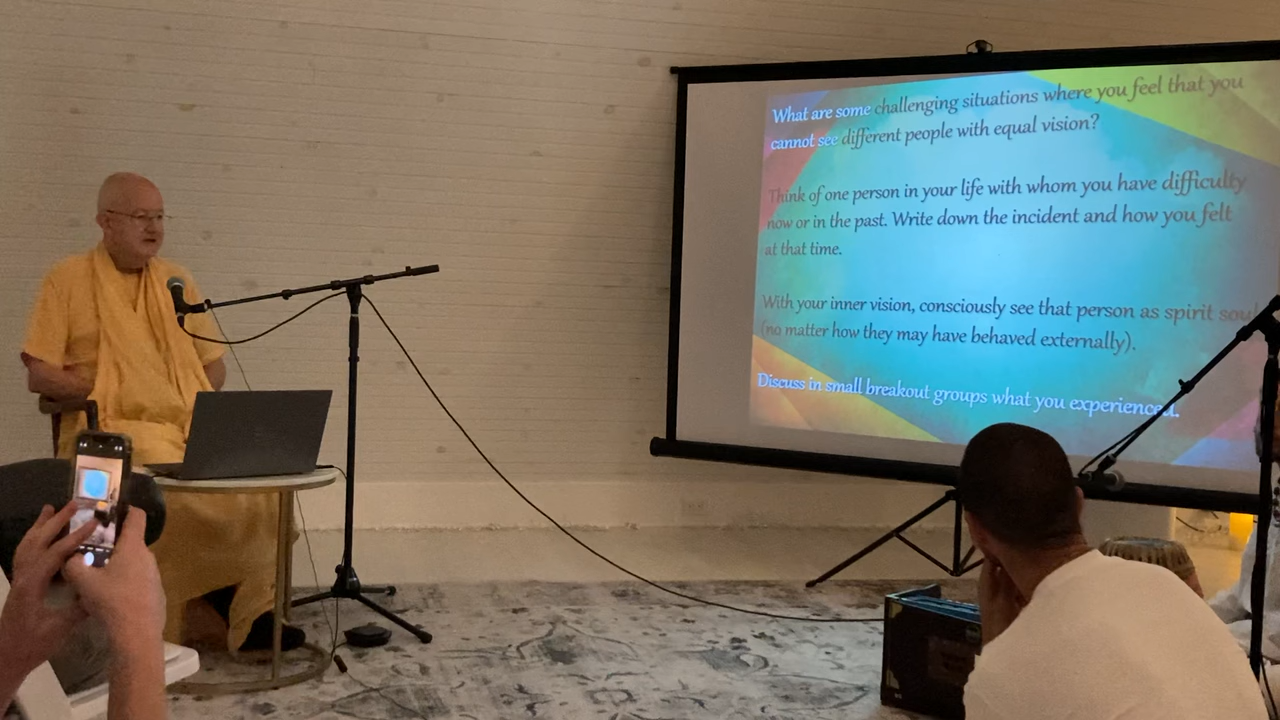 What are some challenging situations where you feel that you
cannot see different people with equal vision?
Think of one person in your life with whom you have difficulty
now or in the past. Write down the incident and how you felt
at that time.
With your inner vision, consciously see that person as spirit soul
(no matter how they may have behaved externally).
Discuss in small breakout groups what you experienced.